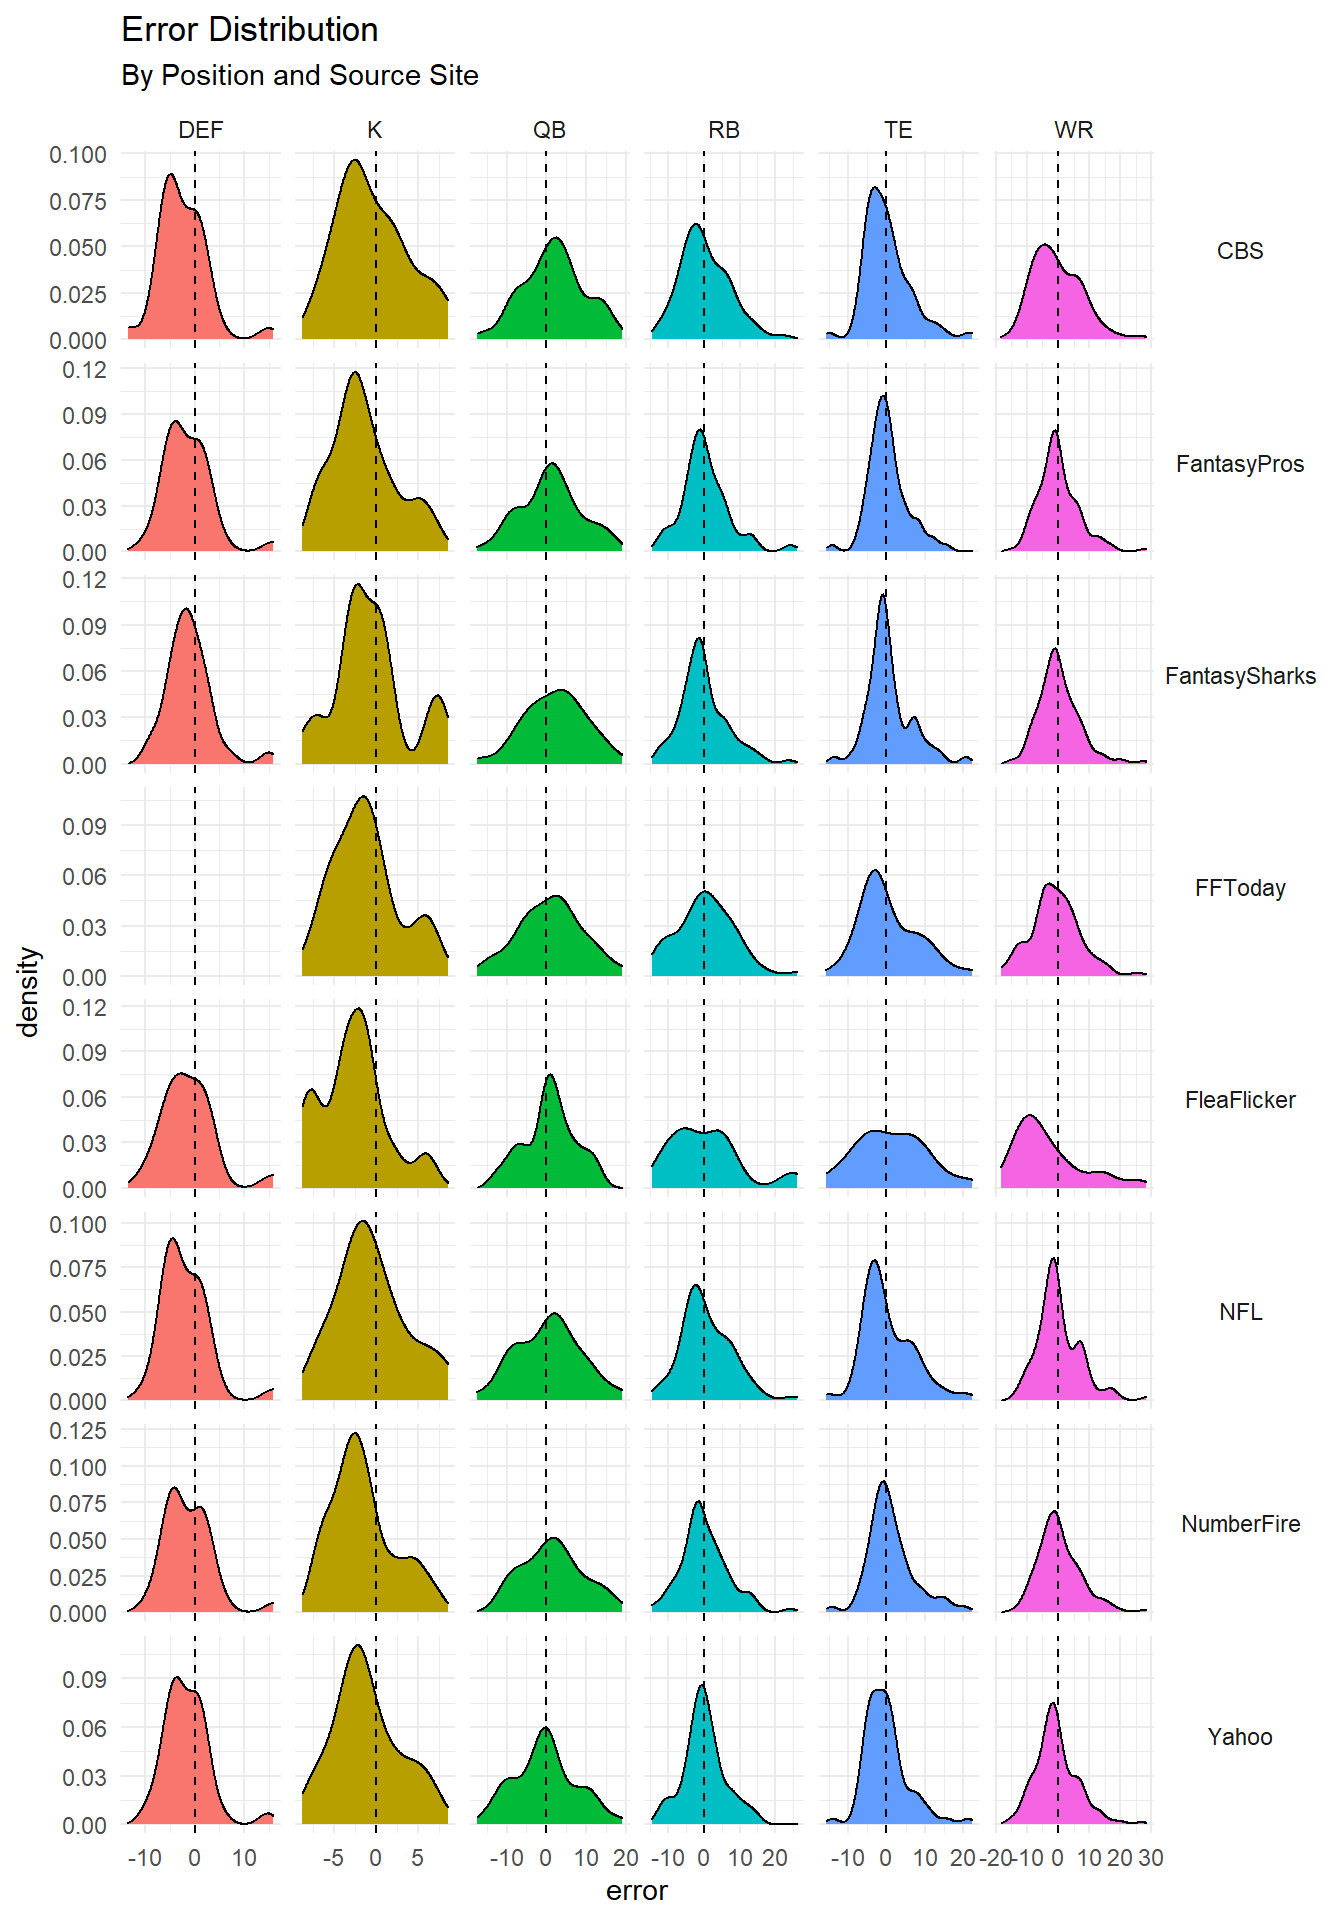 Error Distribution
By Position and Source Site
DEF K QB RB TE WR
0.100
0.075
0.050
0.025
0.000
CBS
0.12
0.09
0.06
0.03
0.00
FantasyPros
0.12
0.09
0.06
0.03
0.00
FantasySharks
0.09
0.06
0.03
0.00
FFToday
density
0.12
0.09
0.06
0.03
0.00
FleaFlicker
0.100
0.075
0.050
0.025
0.000
NFL
0.125
0.100
0.075
0.050
0.025
0.000
NumberFire
0.09
0.06
0.03
0.00
Yahoo
-10 0 10 -5 0 5 -10 0 10 20 -10 0 10 20 -10 0 10 20 -20 -10 0 10 20 30
error